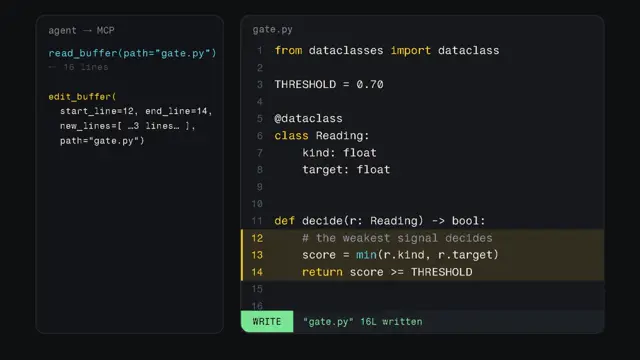 agent → MCP
read_buffer(path="gate.py")
← 16 lines
edit_buffer(
start_line=12, end_line=14,
new_lines=[ …3 lines… ],
path="gate.py")
gate.py
1 from dataclasses import dataclass
2
3 THRESHOLD = 0.70
4
5 @dataclass
6 class Reading:
7 kind: float
8 target: float
9
10
11 def decide(r: Reading) -> bool:
12 # the weakest signal decides
13 score = min(r.kind, r.target)
14 return score >= THRESHOLD
15
16
WRITE "gate.py" 16L written